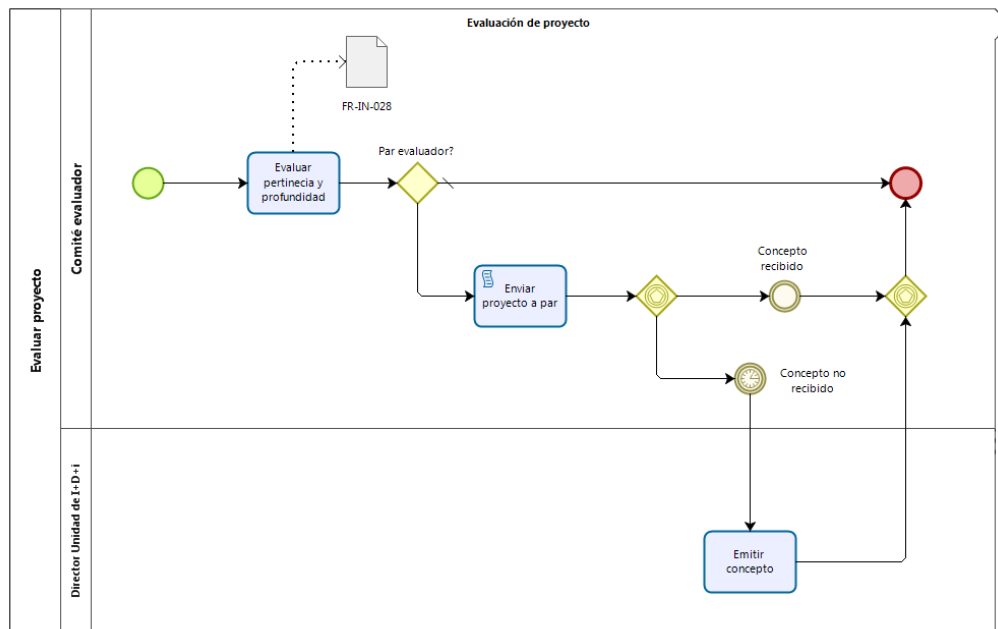 Evaluación de proyecto
Evaluar proyecto
Comité evaluador
FR-IN-028
Par evaluador?
Evaluar
pertinecia y
profundidad
Concepto
recibido
Enviar
proyecto a par
Concepto no
recibido
Director Unidad de I+D+i
Emitir
concepto